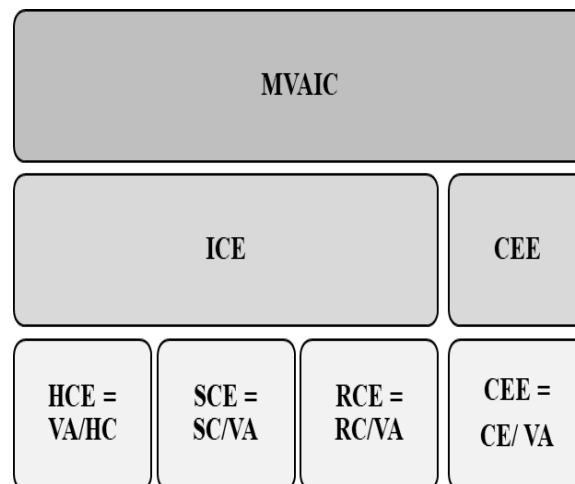 MVAIC
ICE
CEE
HCE =
VA/HC
SCE =
SC/VA
RCE =
RC/VA
CEE =
CE/ VA